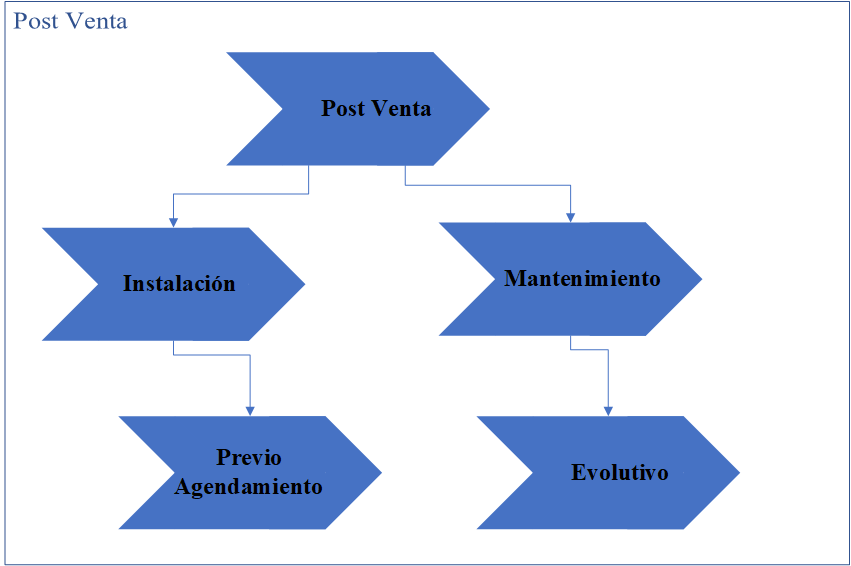 Post Venta
Post Venta
Instalación
Mantenimiento
Previo
Agendamiento
Evolutivo